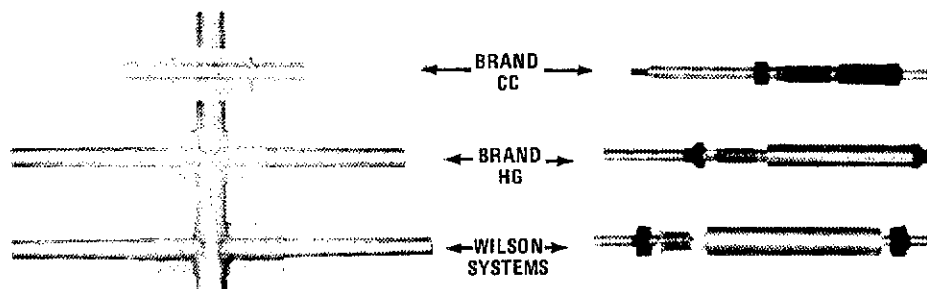 BRAND
CC
BRAND
HG
WILSON
SYSTEMS